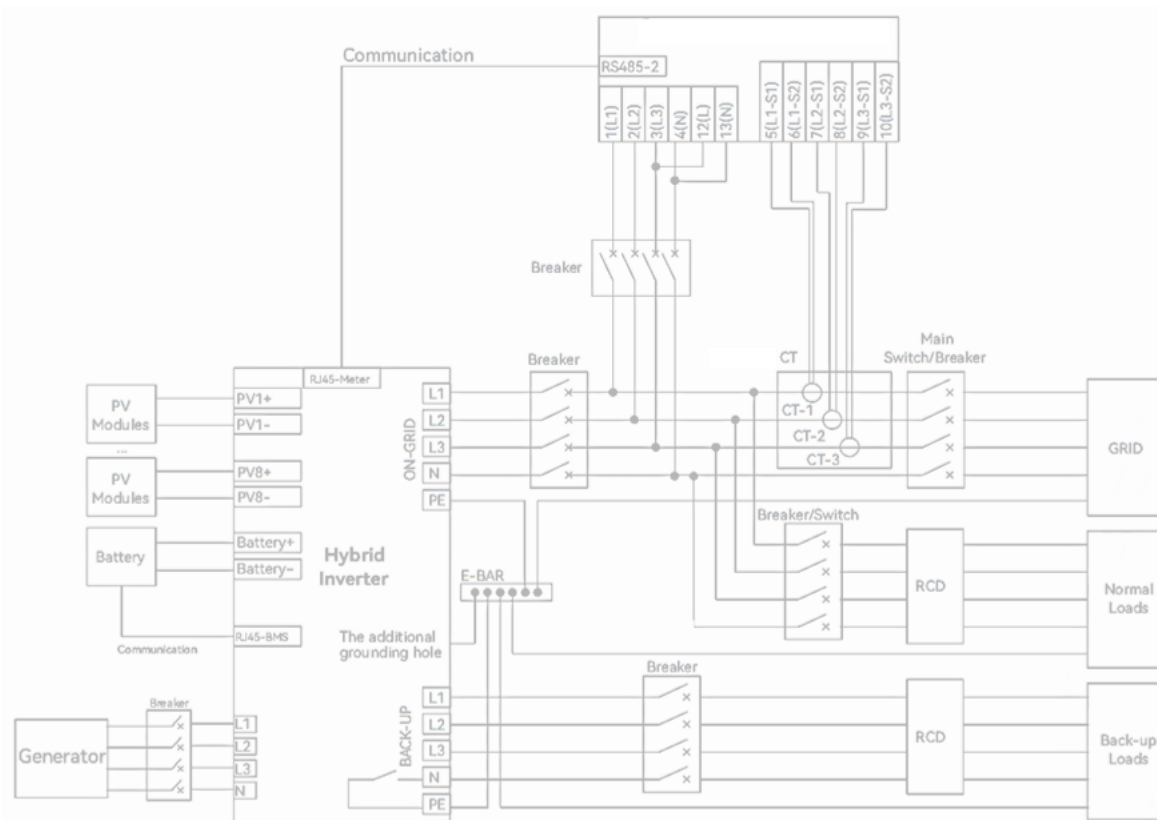 Communication
RS485-2
1(L1)
2(L2)
3(L3)
4(N)
12(L)
13(N)
5(L1-S1)
6(L1-S2)
7(L2-S1)
8(L2-S2)
9(L3-S1)
10(L3-S2)
Breaker
Breaker
CT
Main
Switch/Breaker
RJ45-Meter
PV
Modules
...
PV
Modules
Battery
PV1+
PV1-
PV8+
PV8-
Battery+
Battery-
RJ45-BMS
Communication
Hybrid
Inverter
ON-GRID
L1
L2
L3
N
PE
CT-1
CT-2
CT-3
GRID
Breaker/Switch
E-BAR
RCD
Normal
Loads
The additional
grounding hole
Breaker
BACK-UP
L1
L2
L3
N
PE
RCD
Back-up
Loads
Breaker
Generator
L1
L2
L3
N